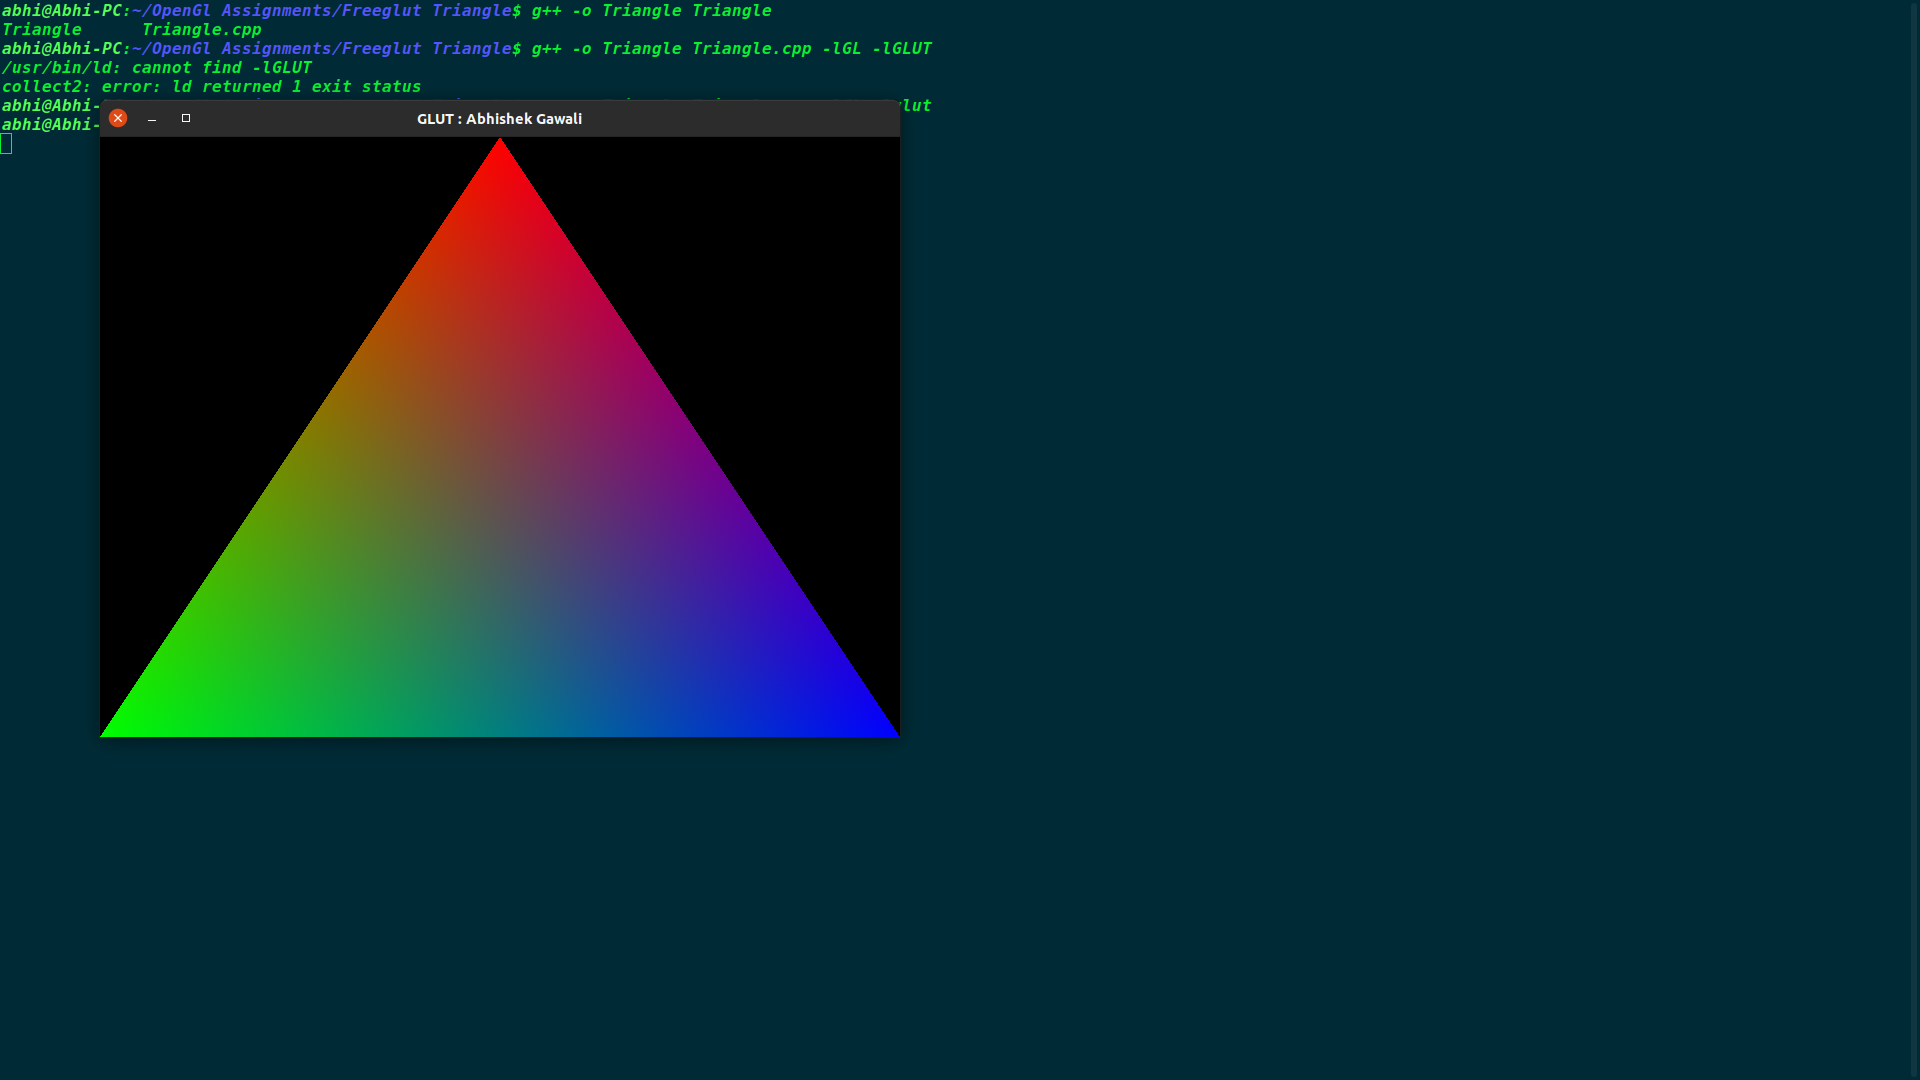 abhi@Abhi-PC:~/OpenGl Assignments/Freeglut Triangle$ g++ -o Triangle Triangle
Triangle      Triangle.cpp
abhi@Abhi-PC:~/OpenGl Assignments/Freeglut Triangle$ g++ -o Triangle Triangle.cpp -lGL -lGLUT
/usr/bin/ld: cannot find -lGLUT
collect2: error: ld returned 1 exit status
abhi@Abhi- lut
abhi@Abhi-
GLUT : Abhishek Gawali